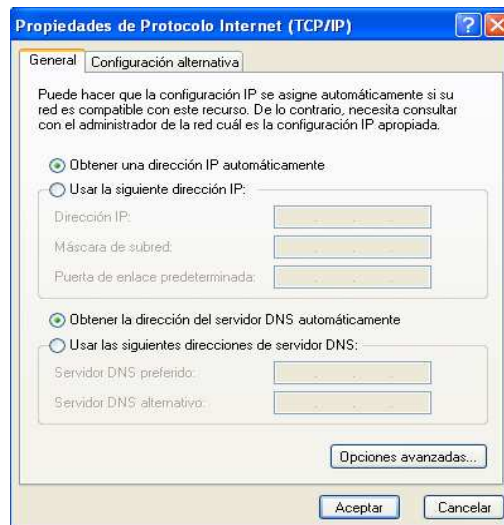 Propiedades de Protocolo Internet (TCP/IP)
General
Configuración alternativa
Puede hacer que la configuración IP se asigne automáticamente si su
red es compatible con este recurso. De lo contrario, necesita consultar
con el administrador de la red cuál es la configuración IP apropiada.
Obtener una dirección IP automáticamente
Usar la siguiente dirección IP:
Dirección IP:
Máscara de subred:
Puerta de enlace predeterminada:
Obtener la dirección del servidor DNS automáticamente
Usar las siguientes direcciones de servidor DNS:
Servidor DNS preferido:
Servidor DNS alternativo:
Opciones avanzadas...
Aceptar
Cancelar